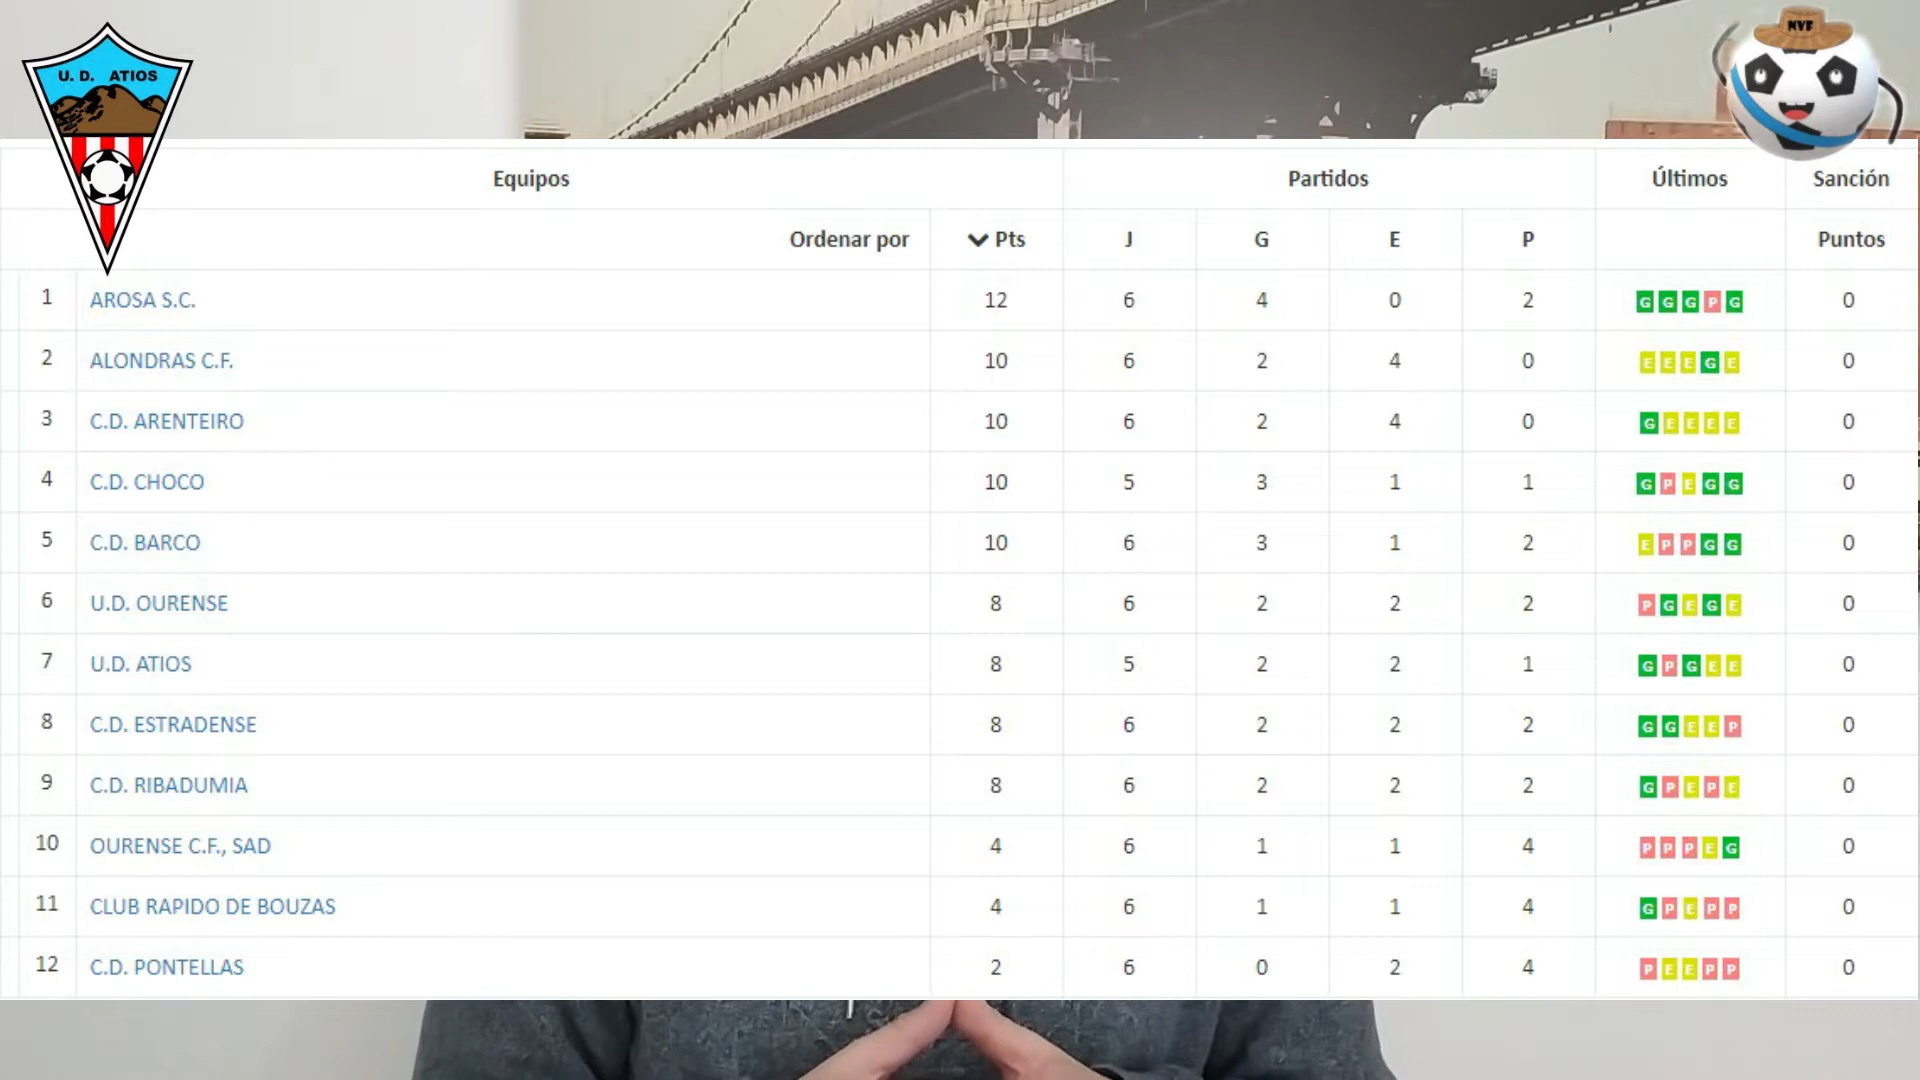 U. D. ATIOS
NVF
Equipos Partidos Últimos Sanción
Ordenar por Pts J G E P Puntos
1 AROSA S.C. 12 6 4 0 2 G G G P G 0
2 ALONDRAS C.F. 10 6 2 4 0 E E E G E 0
3 C.D. ARENTEIRO 10 6 2 4 0 G E E E E 0
4 C.D. CHOCO 10 5 3 1 1 G P E G G 0
5 C.D. BARCO 10 6 3 1 2 E P P G G 0
6 U.D. OURENSE 8 6 2 2 2 P G E G E 0
7 U.D. ATIOS 8 5 2 2 1 G P G E E 0
8 C.D. ESTRADENSE 8 6 2 2 2 G G E E P 0
9 C.D. RIBADUMIA 8 6 2 2 2 G P E P E 0
10 OURENSE C.F., SAD 4 6 1 1 4 P P P E G 0
11 CLUB RAPIDO DE BOUZAS 4 6 1 1 4 G P E P P 0
12 C.D. PONTELLAS 2 6 0 2 4 P E E P P 0